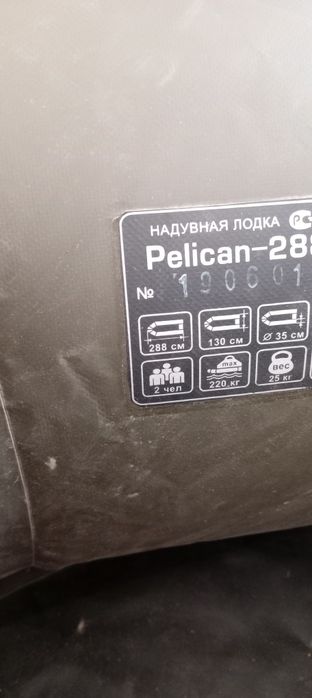 НАДУВНАЯ ЛОДКА
Pelican-288
№ 190601
288 см 130 см Ø 35 см
max вес
2 чел 220 кг 25 кг